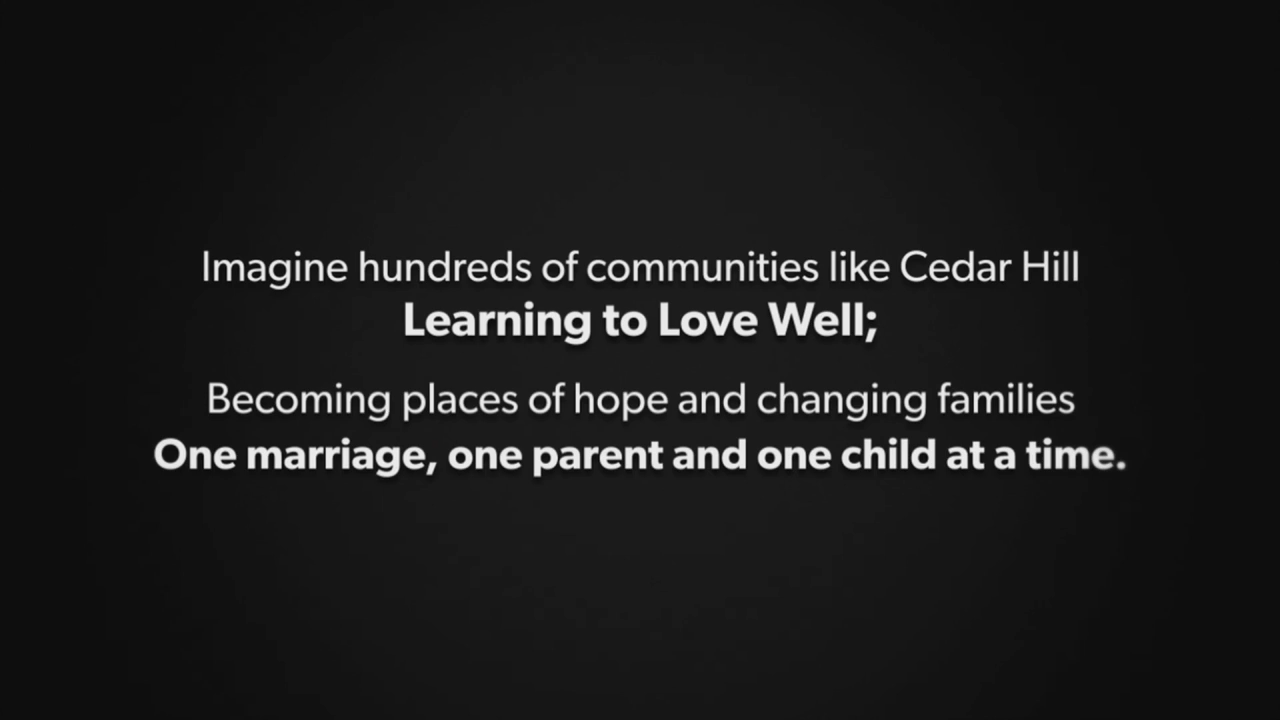 Imagine hundreds of communities like Cedar Hill
Learning to Love Well;
Becoming places of hope and changing families
One marriage, one parent and one child at a time.